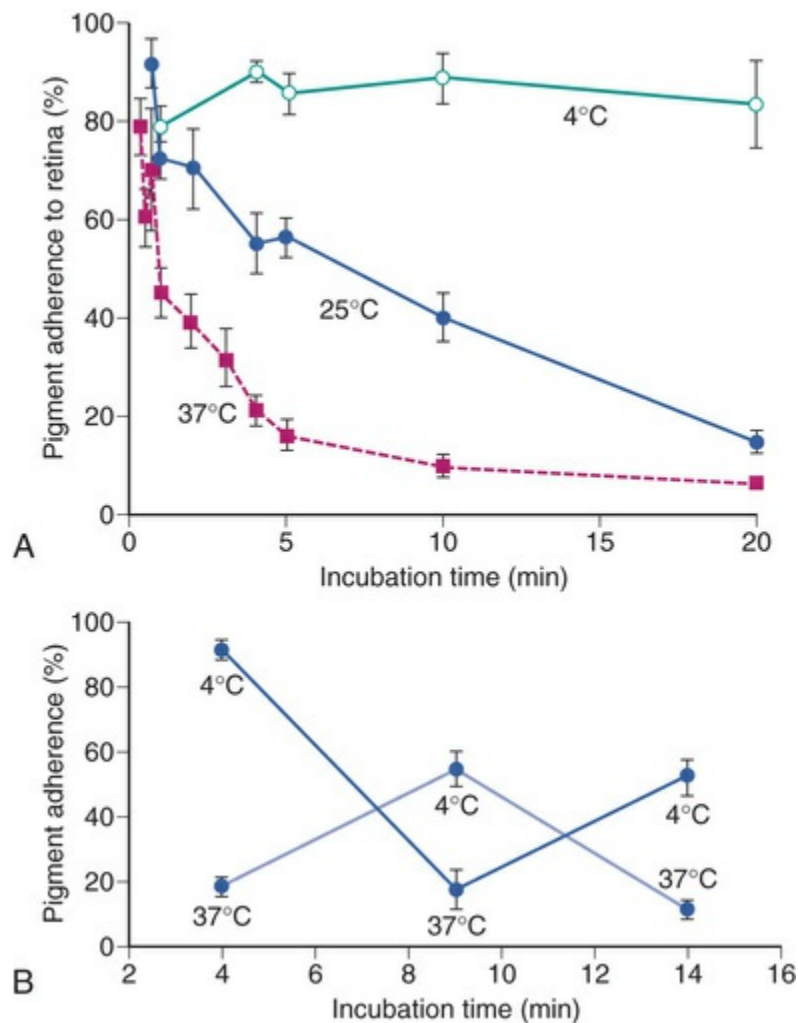 100
80
60
40
20
0
Pigment adherence to retina (%)
4°C
25°C
37°C
0 5 10 15 20
Incubation time (min)
A
100
80
60
40
20
0
Pigment adherence (%)
4°C
37°C
4°C
37°C
4°C
37°C
2 4 6 8 10 12 14 16
Incubation time (min)
B